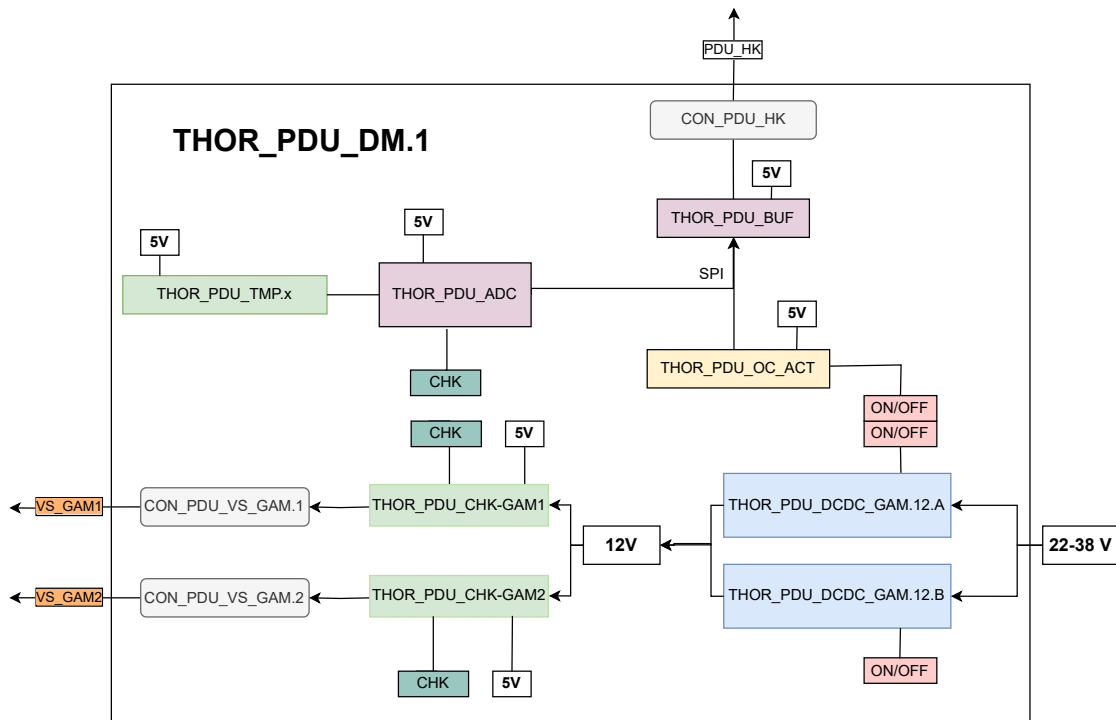 PDU_HK
CON_PDU_HK
THOR_PDU_DM.1
5V
THOR_PDU_BUF
5V
5V
SPI
THOR_PDU_TMP.x
THOR_PDU_ADC
5V
THOR_PDU_OC_ACT
CHK
ON/OFF
CHK
5V
ON/OFF
VS_GAM1
CON_PDU_VS_GAM.1
THOR_PDU_CHK-GAM1
THOR_PDU_DCDC_GAM.12.A
12V
22-38 V
VS_GAM2
CON_PDU_VS_GAM.2
THOR_PDU_CHK-GAM2
THOR_PDU_DCDC_GAM.12.B
CHK
5V
ON/OFF